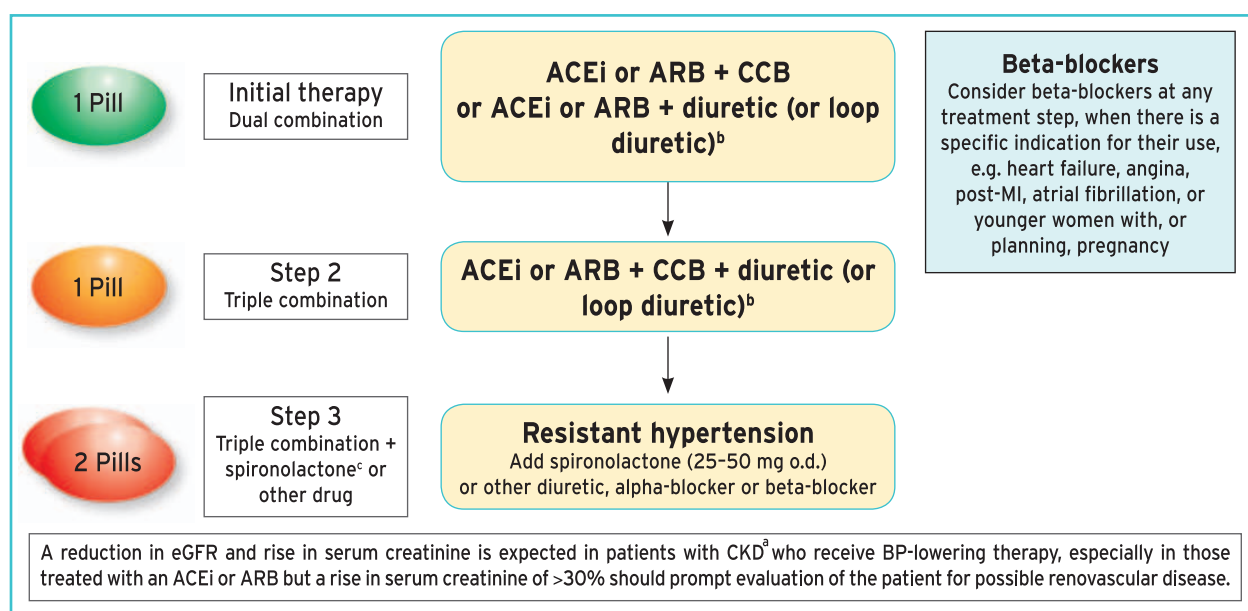 1 Pill
Initial therapy
Dual combination
ACEi or ARB + CCB
or ACEi or ARB + diuretic (or loop
diuretic)ᵇ
Beta-blockers
Consider beta-blockers at any
treatment step, when there is a
specific indication for their use,
e.g. heart failure, angina,
post-MI, atrial fibrillation, or
younger women with, or
planning, pregnancy
1 Pill
Step 2
Triple combination
ACEi or ARB + CCB + diuretic (or
loop diuretic)ᵇ
2 Pills
Step 3
Triple combination +
spironolactoneᶜ or
other drug
Resistant hypertension
Add spironolactone (25–50 mg o.d.)
or other diuretic, alpha-blocker or beta-blocker
A reduction in eGFR and rise in serum creatinine is expected in patients with CKDᵃ who receive BP-lowering therapy, especially in those
treated with an ACEi or ARB but a rise in serum creatinine of >30% should prompt evaluation of the patient for possible renovascular disease.